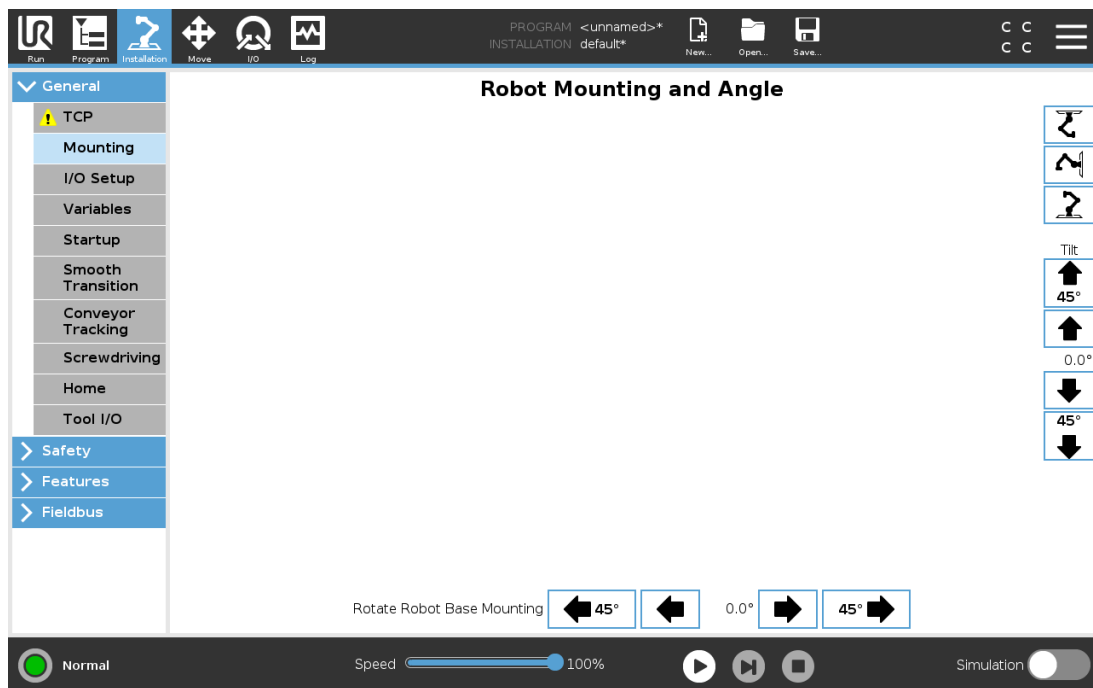 UR
Run
Program
Installation
Move
I/O
Log
PROGRAM <unnamed>*
INSTALLATION default*
New...
Open...
Save...
C C
C C
General
TCP
Mounting
I/O Setup
Variables
Startup
Smooth
Transition
Conveyor
Tracking
Screwdriving
Home
Tool I/O
Safety
Features
Fieldbus
Robot Mounting and Angle
Tilt
45°
0.0°
45°
Rotate Robot Base Mounting 45° 0.0° 45°
Normal
Speed 100%
Simulation